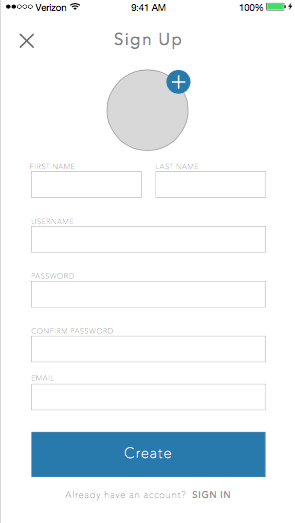 Verizon 9:41 AM 100%
Sign Up
FIRST NAME LAST NAME
USERNAME
PASSWORD
CONFIRM PASSWORD
EMAIL
Create
Already have an account? SIGN IN